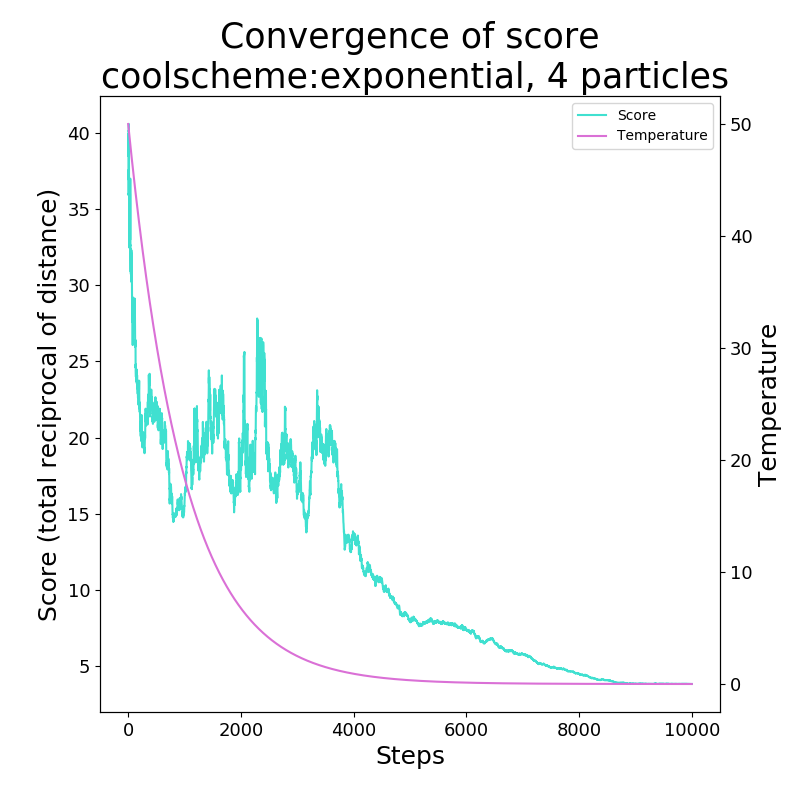 Convergence of score
coolscheme:exponential, 4 particles
Score
Temperature
40
35
30
25
20
15
10
5
Score (total reciprocal of distance)
50
40
30
20
10
0
Temperature
0 2000 4000 6000 8000 10000
Steps